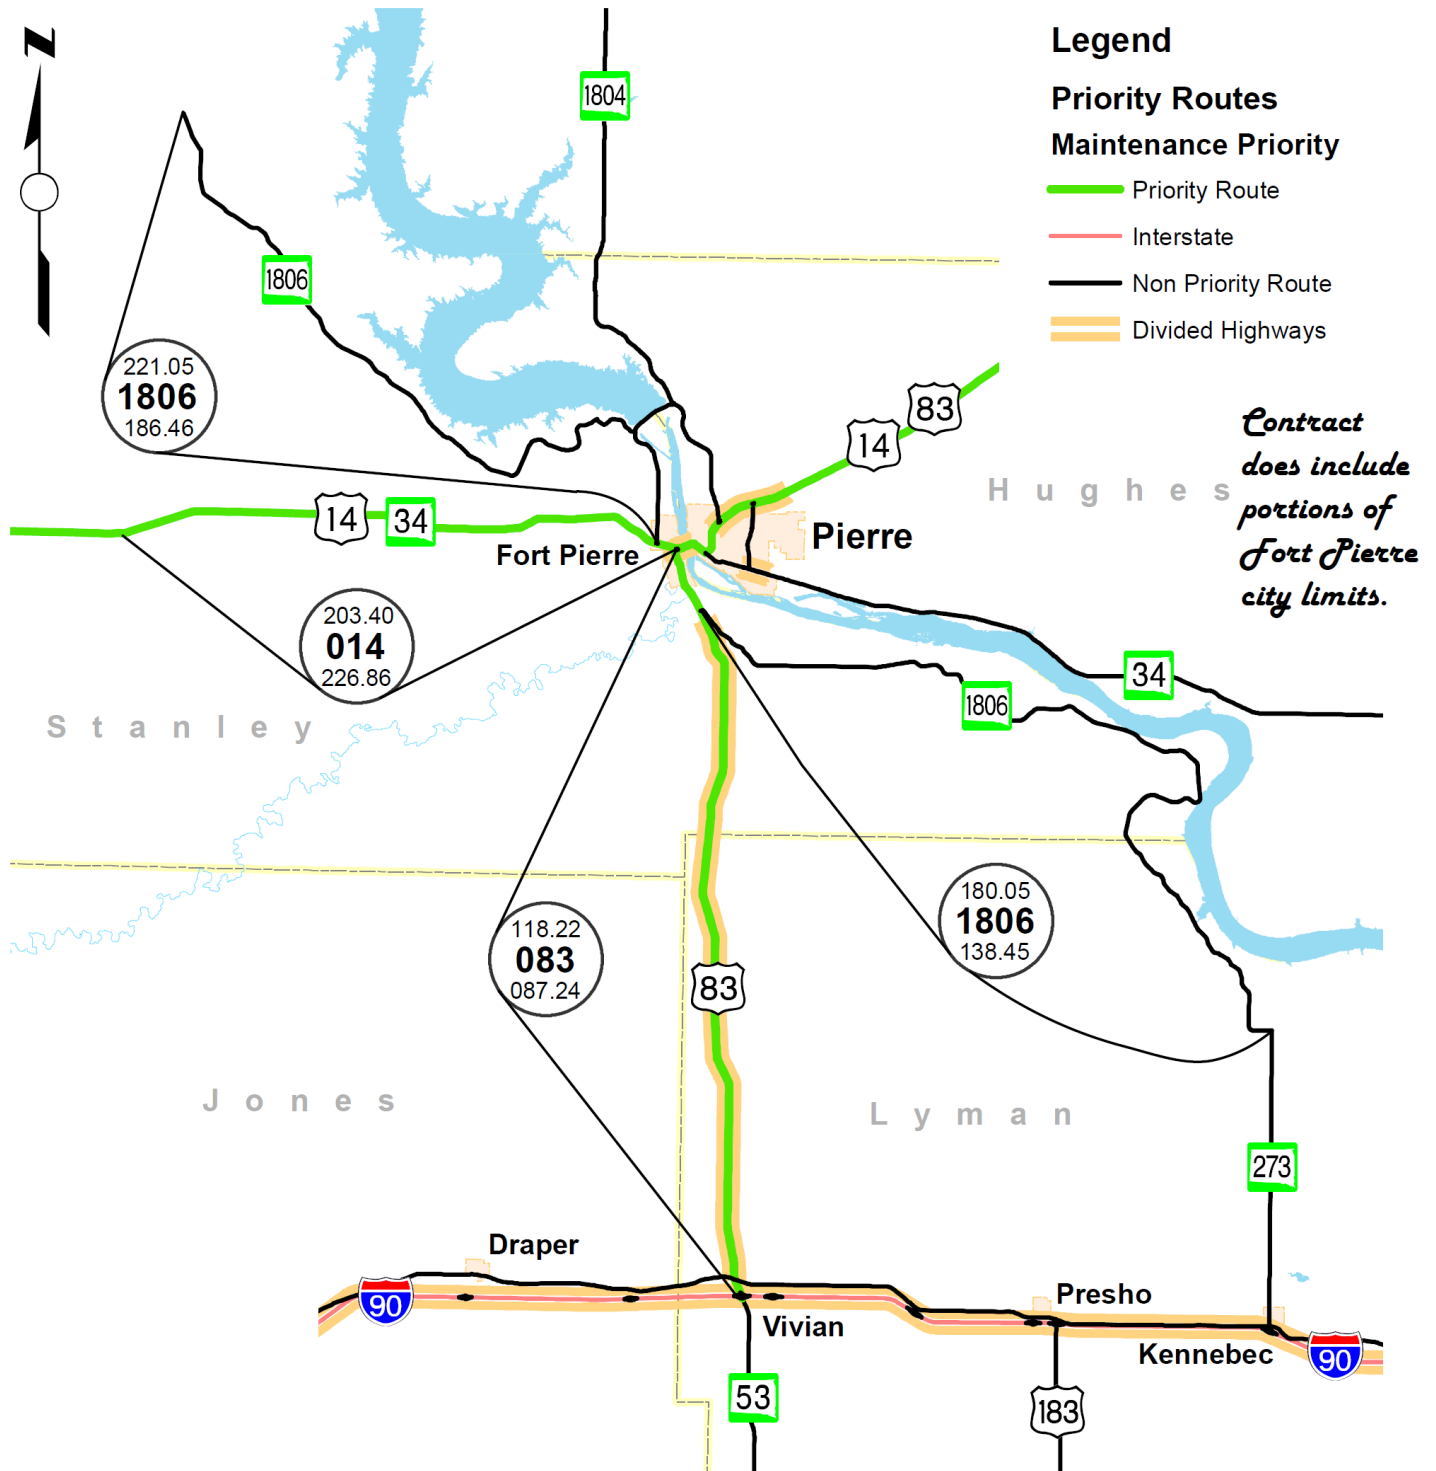 Z
Legend
Priority Routes
Maintenance Priority
Priority Route
Interstate
Non Priority Route
Divided Highways
1804
1806
221.05
1806
186.46
83
14
Contract
does include
portions of
Fort Pierre
city limits.
Hughes
14
34
Fort Pierre
Pierre
203.40
014
226.86
34
1806
Stanley
180.05
1806
138.45
118.22
083
087.24
83
Jones
Lyman
273
Draper
90
Vivian
Presho
Kennebec
90
53
183